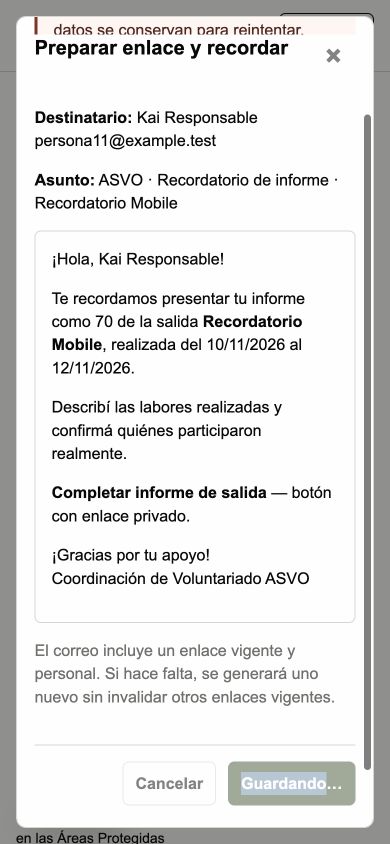 datos se conservan para reintentar.
Preparar enlace y recordar
×
Destinatario: Kai Responsable
persona11@example.test
Asunto: ASVO · Recordatorio de informe ·
Recordatorio Mobile
¡Hola, Kai Responsable!
Te recordamos presentar tu informe
como 70 de la salida Recordatorio
Mobile, realizada del 10/11/2026 al
12/11/2026.
Describí las labores realizadas y
confirmá quiénes participaron
realmente.
Completar informe de salida — botón
con enlace privado.
¡Gracias por tu apoyo!
Coordinación de Voluntariado ASVO
El correo incluye un enlace vigente y
personal. Si hace falta, se generará uno
nuevo sin invalidar otros enlaces vigentes.
Cancelar
Guardando…
en las Áreas Protegidas